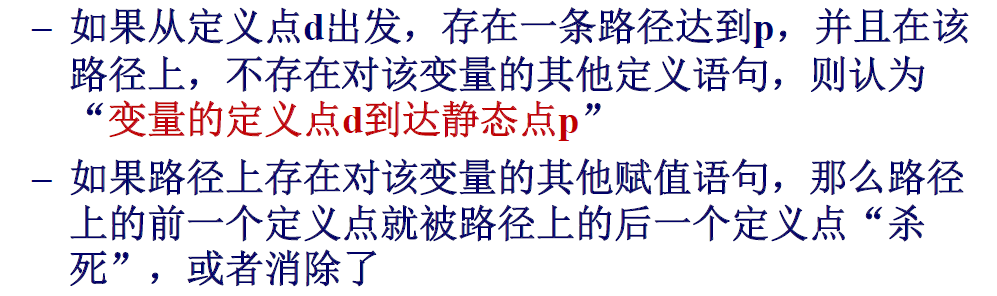 – 如果从定义点d出发，存在一条路径达到p，并且在该
路径上，不存在对该变量的其他定义语句，则认为
“变量的定义点d到达静态点p”
– 如果路径上存在对该变量的其他赋值语句，那么路径
上的前一个定义点就被路径上的后一个定义点“杀
死”，或者消除了